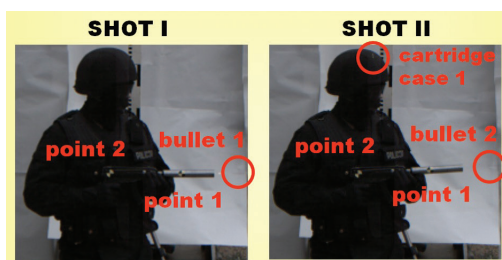 SHOT I
SHOT II
bullet 1
point 2
POLICE
point 1
cartridge
case 1
bullet 2
point 2
POLICE
point 1